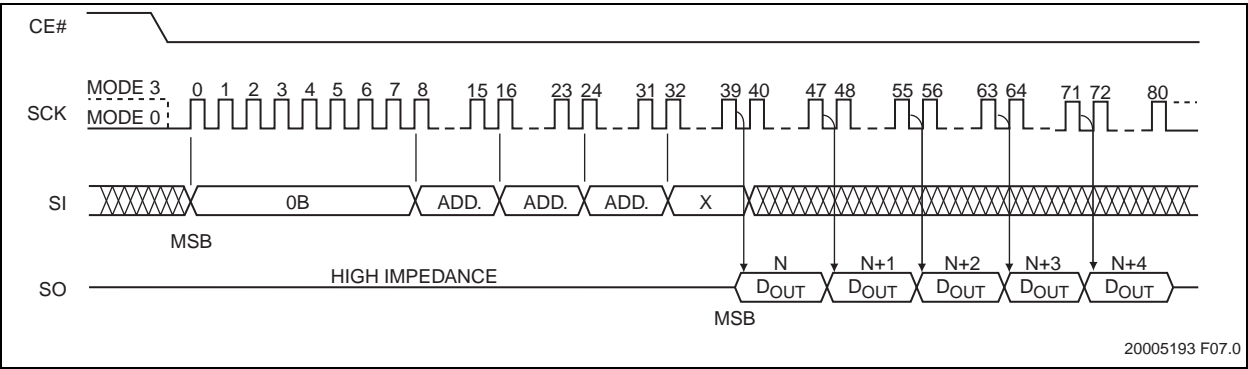 CE#
MODE 3
0 1 2 3 4 5 6 7 8 15 16 23 24 31 32 39 40 47 48 55 56 63 64 71 72 80
SCK
MODE 0
SI
0B ADD. ADD. ADD. X
MSB
HIGH IMPEDANCE
N N+1 N+2 N+3 N+4
SO
DOUT DOUT DOUT DOUT DOUT
MSB
20005193 F07.0